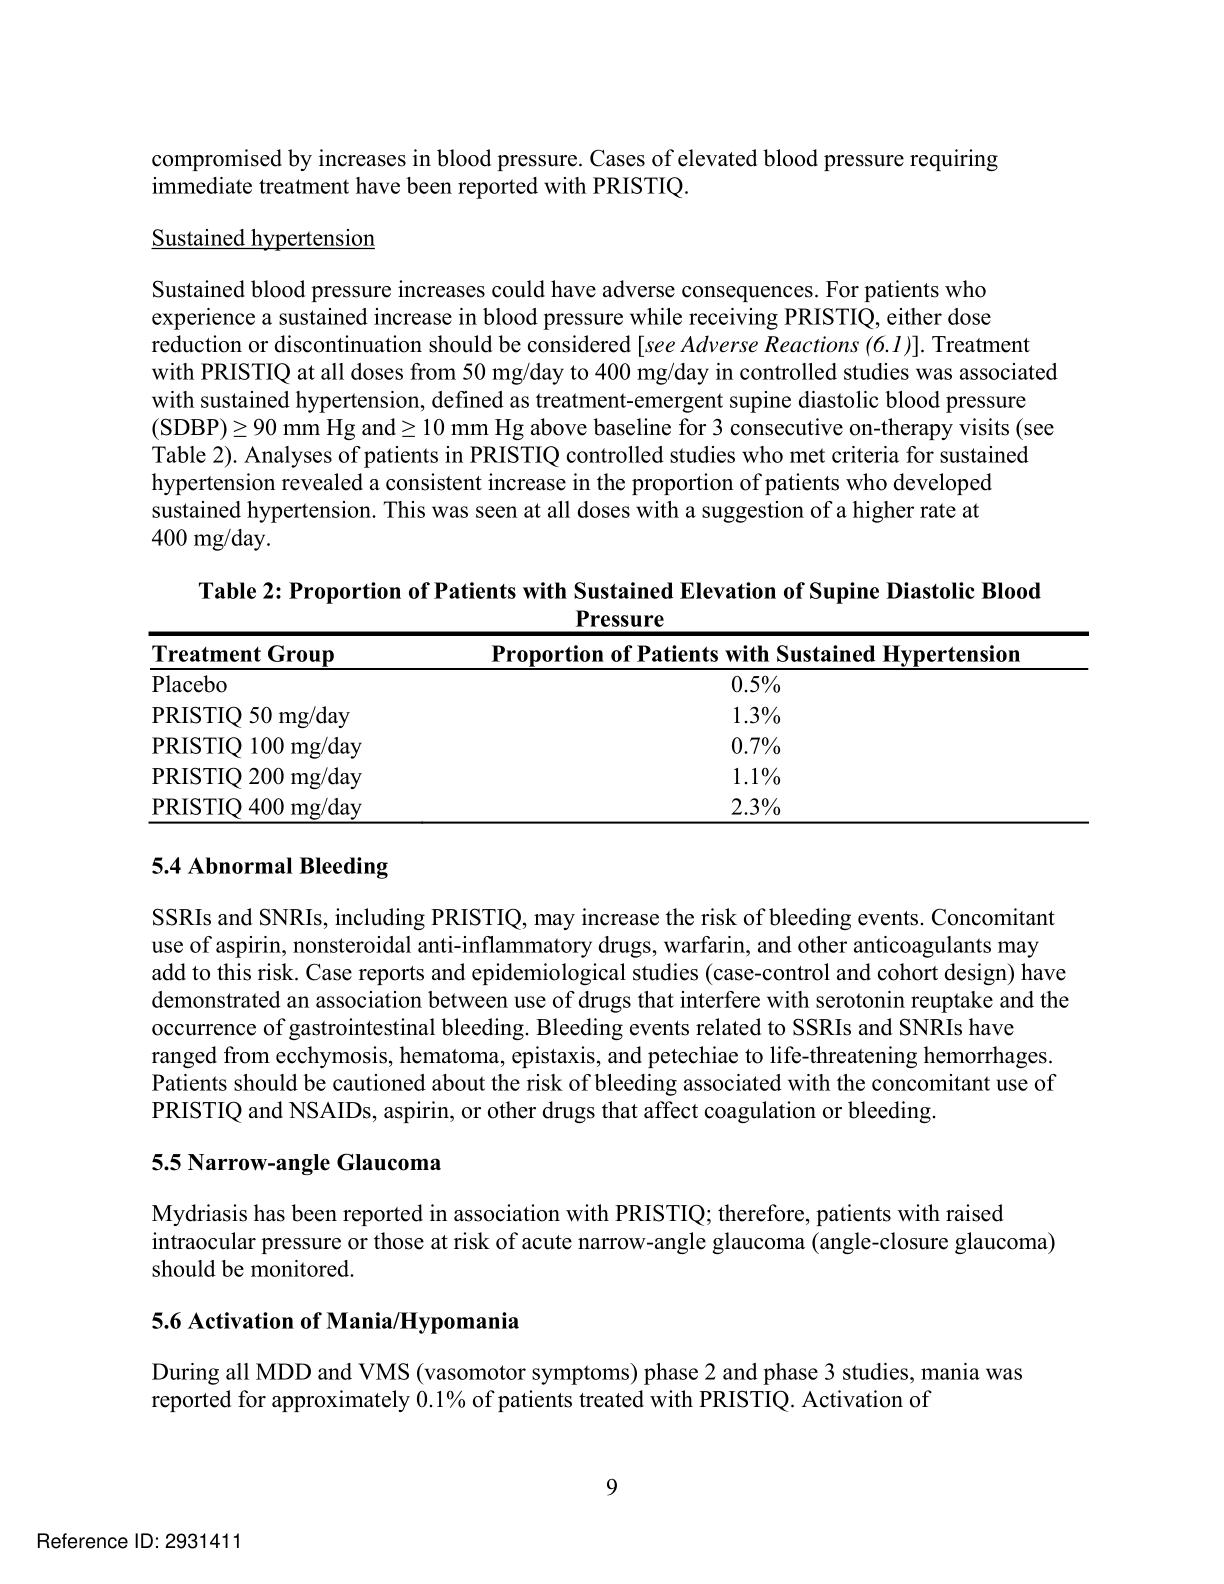 compromised by increases in blood pressure. Cases of elevated blood pressure requiring
immediate treatment have been reported with PRISTIQ.
Sustained hypertension
Sustained blood pressure increases could have adverse consequences. For patients who
experience a sustained increase in blood pressure while receiving PRISTIQ, either dose
reduction or discontinuation should be considered [see Adverse Reactions (6.1)]. Treatment
with PRISTIQ at all doses from 50 mg/day to 400 mg/day in controlled studies was associated
with sustained hypertension, defined as treatment-emergent supine diastolic blood pressure
(SDBP) ≥ 90 mm Hg and ≥ 10 mm Hg above baseline for 3 consecutive on-therapy visits (see
Table 2). Analyses of patients in PRISTIQ controlled studies who met criteria for sustained
hypertension revealed a consistent increase in the proportion of patients who developed
sustained hypertension. This was seen at all doses with a suggestion of a higher rate at
400 mg/day.
Table 2: Proportion of Patients with Sustained Elevation of Supine Diastolic Blood
Pressure
Treatment Group Proportion of Patients with Sustained Hypertension
Placebo 0.5%
PRISTIQ 50 mg/day 1.3%
PRISTIQ 100 mg/day 0.7%
PRISTIQ 200 mg/day 1.1%
PRISTIQ 400 mg/day 2.3%
5.4 Abnormal Bleeding
SSRIs and SNRIs, including PRISTIQ, may increase the risk of bleeding events. Concomitant
use of aspirin, nonsteroidal anti-inflammatory drugs, warfarin, and other anticoagulants may
add to this risk. Case reports and epidemiological studies (case-control and cohort design) have
demonstrated an association between use of drugs that interfere with serotonin reuptake and the
occurrence of gastrointestinal bleeding. Bleeding events related to SSRIs and SNRIs have
ranged from ecchymosis, hematoma, epistaxis, and petechiae to life-threatening hemorrhages.
Patients should be cautioned about the risk of bleeding associated with the concomitant use of
PRISTIQ and NSAIDs, aspirin, or other drugs that affect coagulation or bleeding.
5.5 Narrow-angle Glaucoma
Mydriasis has been reported in association with PRISTIQ; therefore, patients with raised
intraocular pressure or those at risk of acute narrow-angle glaucoma (angle-closure glaucoma)
should be monitored.
5.6 Activation of Mania/Hypomania
During all MDD and VMS (vasomotor symptoms) phase 2 and phase 3 studies, mania was
reported for approximately 0.1% of patients treated with PRISTIQ. Activation of
9
Reference ID: 2931411